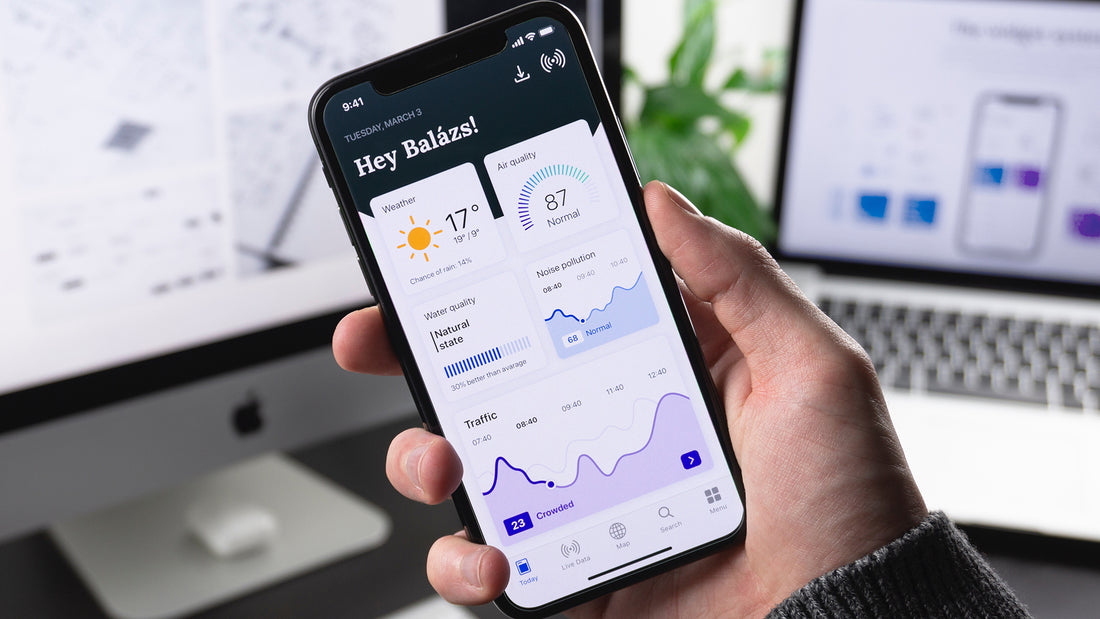 9:41
TUESDAY, MARCH 3
Hey Balázs!
Weather
17°
19° / 9°
Chance of rain: 14%
Air quality
87
Normal
Water quality
Natural
state
30% better than avarage
Noise pollution
08:40 09:40 10:40
68 Normal
Traffic
07:40 08:40 09:40 11:40 12:40
23 Crowded
Today Live Data Map Search Menu